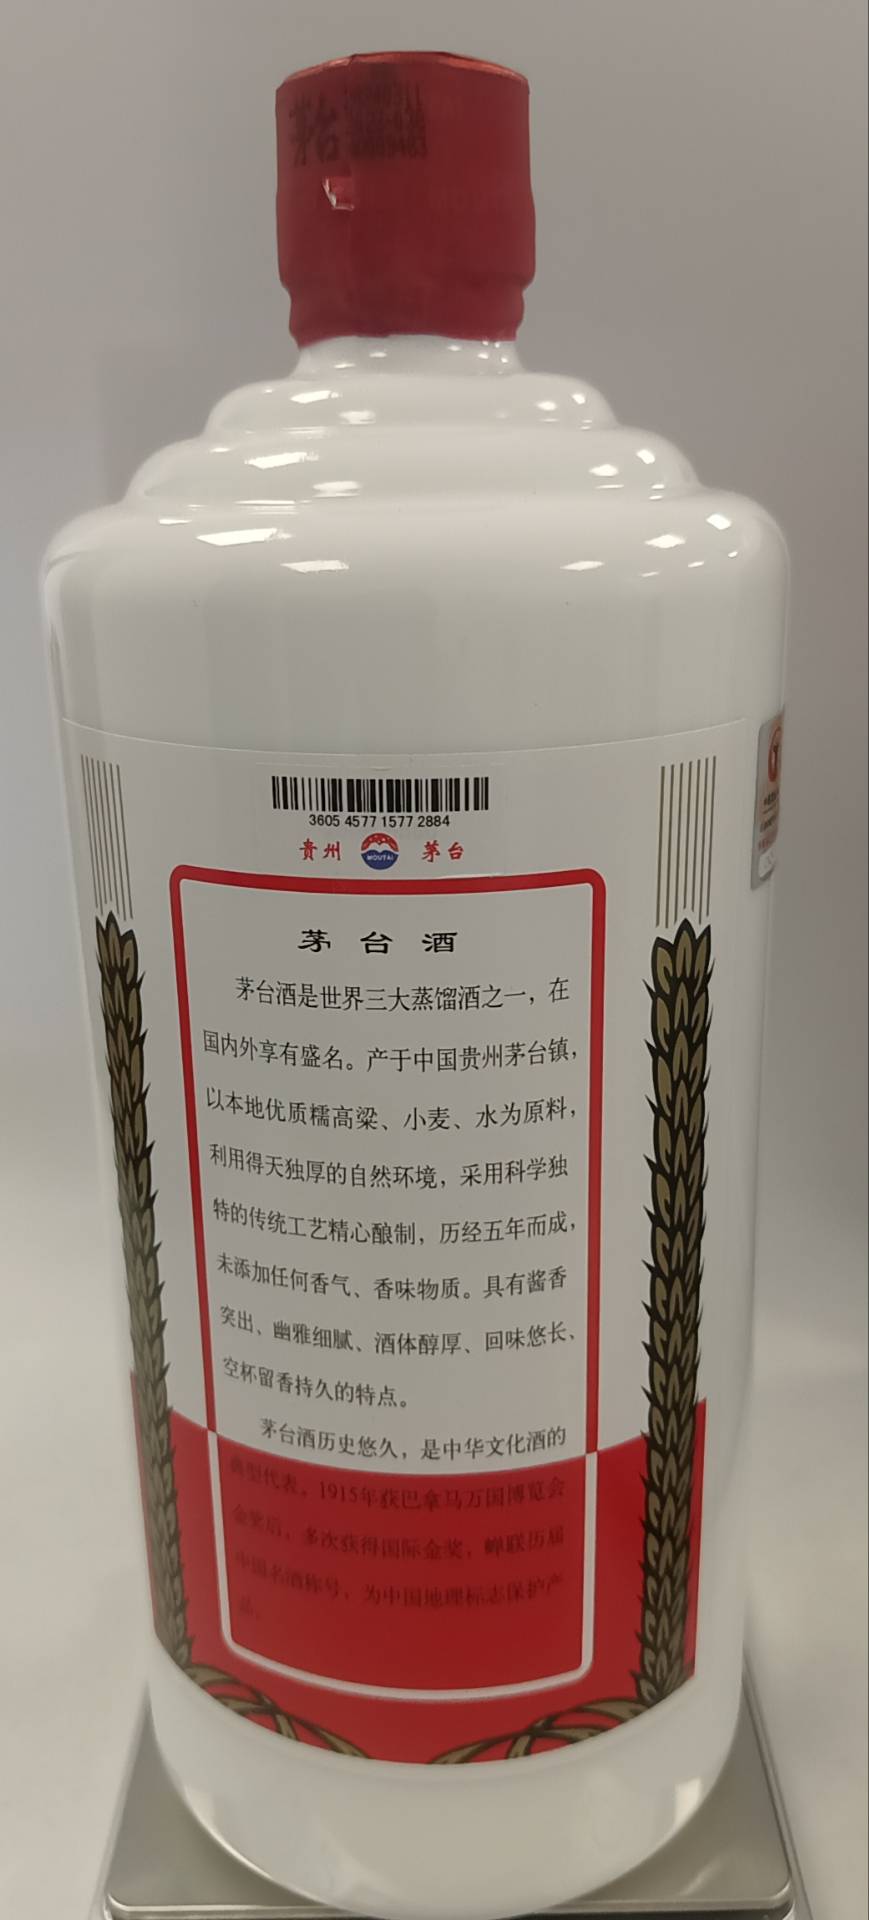 茅台
3605 4577 1577 2884
贵州 MOUTAI 茅台
茅台酒
茅台酒是世界三大蒸馏酒之一，在
国内外享有盛名。产于中国贵州茅台镇，
以本地优质糯高粱、小麦、水为原料，
利用得天独厚的自然环境，采用科学独
特的传统工艺精心酿制，历经五年而成，
未添加任何香气、香味物质。具有酱香
突出、幽雅细腻、酒体醇厚、回味悠长、
空杯留香持久的特点。
茅台酒历史悠久，是中华文化酒的
典型代表，1915年获巴拿马万国博览会
金奖后，多次获得国际金奖，蝉联历届
中国名酒称号，为中国地理标志保护产
品。